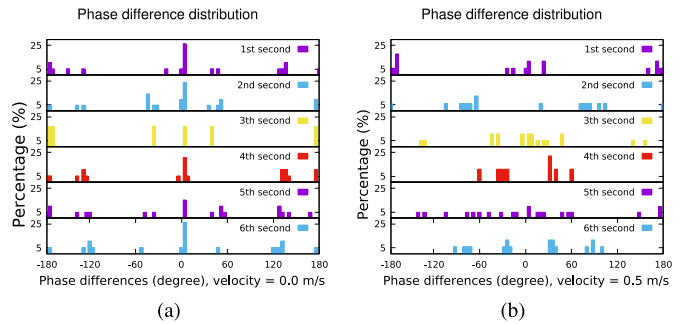 Phase difference distribution
Percentage (%)
25
5
1st second
25
5
2nd second
25
5
3th second
25
5
4th second
25
5
5th second
25
5
6th second
-180 -120 -60 0 60 120 180
Phase differences (degree), velocity = 0.0 m/s
(a)
Phase difference distribution
Percentage (%)
25
5
1st second
25
5
2nd second
25
5
3th second
25
5
4th second
25
5
5th second
25
5
6th second
-180 -120 -60 0 60 120 180
Phase differences (degree), velocity = 0.5 m/s
(b)